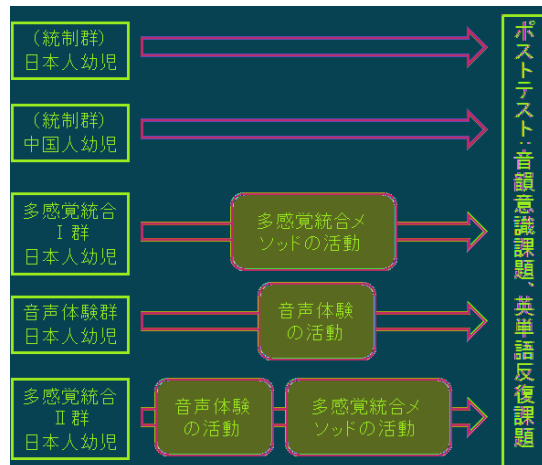 (統制群)
日本人幼児
(統制群)
中国人幼児
多感覚統合
Ⅰ群
日本人幼児
多感覚統合メ
ソッドの活動
音声体験群
日本人幼児
音声体験
の活動
多感覚統合
Ⅱ群
日本人幼児
音声体験
の活動
多感覚統合メ
ソッドの活動
ポストテスト:音韻意識課題、英単語反復課題